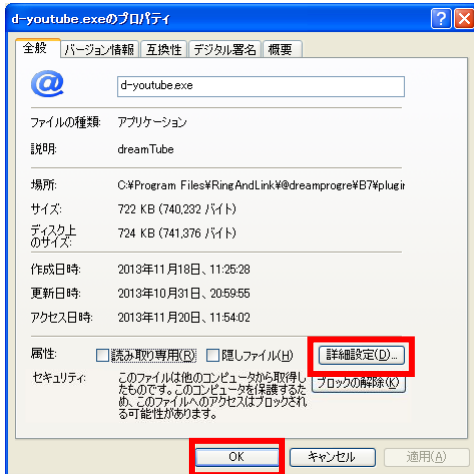 d-youtube.exeのプロパティ
全般 バージョン情報 互換性 デジタル署名 概要
d-youtube.exe
ファイルの種類: アプリケーション
説明: dreamTube
場所: C:¥Program Files¥RingAndLink¥@dreamprogre¥B7¥plugin
サイズ: 722 KB (740,232 バイト)
ディスク上
のサイズ: 724 KB (741,376 バイト)
作成日時: 2013年11月18日、11:25:28
更新日時: 2013年10月31日、20:59:55
アクセス日時: 2013年11月20日、11:54:02
属性: 読み取り専用(R) 隠しファイル(H) 詳細設定(D)...
セキュリティ: このファイルは他のコンピュータから取得し
たものです。このコンピュータを保護するた
め、このファイルへのアクセスはブロックされ
る可能性があります。
ブロックの解除(K)
OK キャンセル 適用(A)